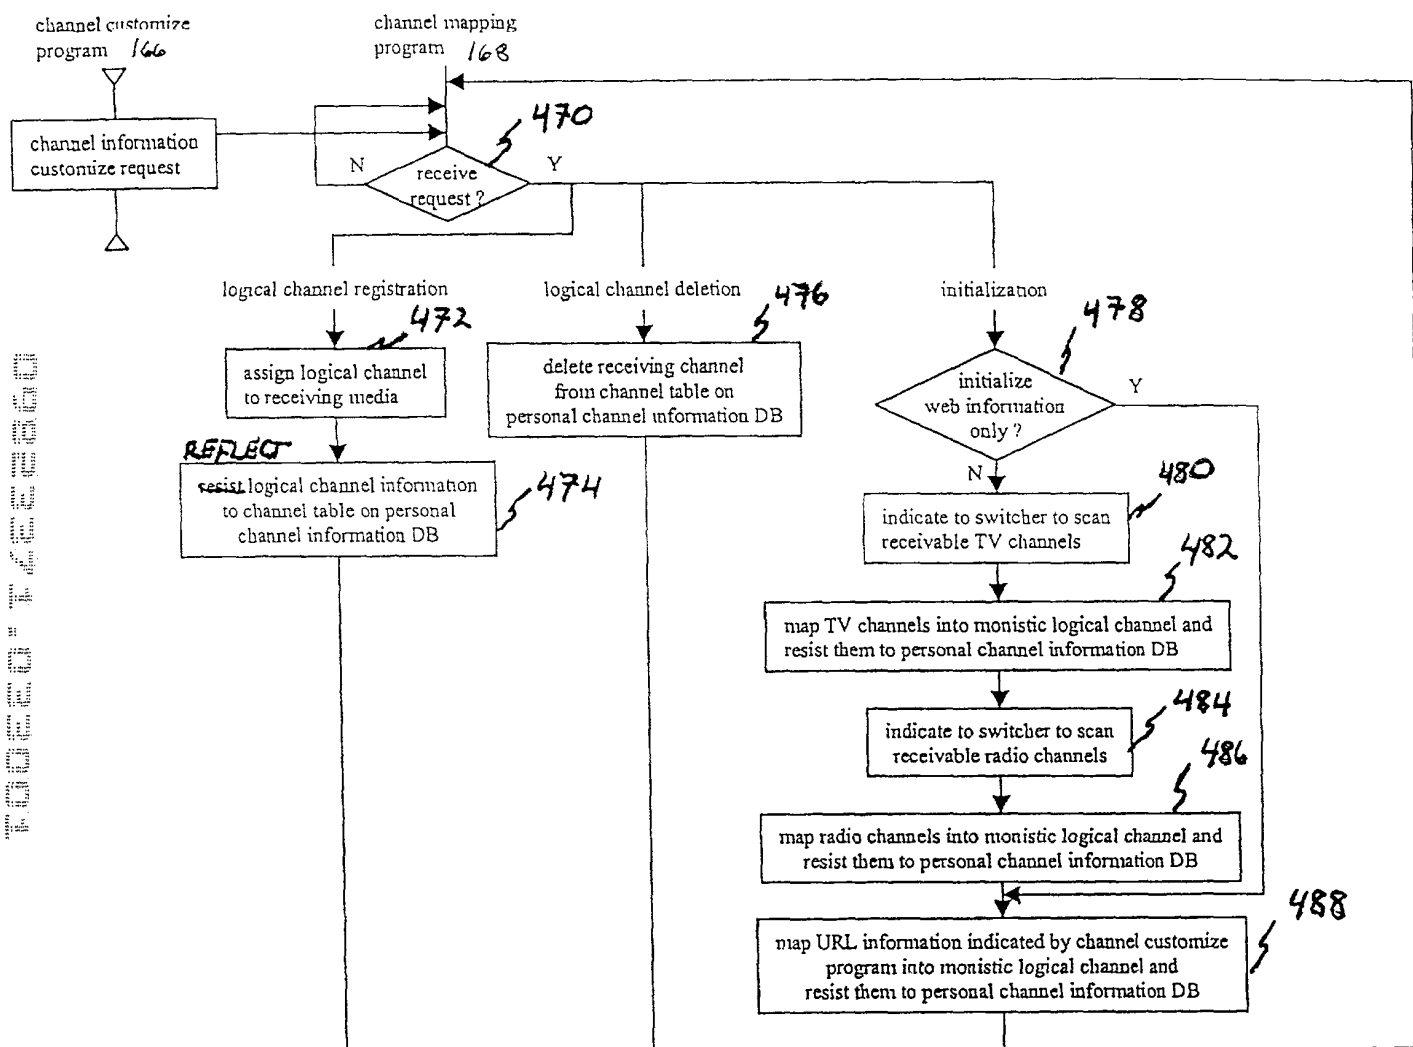 channel customize
program 166
channel mapping
program 168
470
channel information
customize request
N
receive
request ?
Y
logical channel registration
logical channel deletion
initialization
472
476
478
assign logical channel
to receiving media
delete receiving channel
from channel table on
personal channel information DB
initialize
web information
only ?
Y
N
REFLECT
resist logical channel information
to channel table on personal
channel information DB
474
480
indicate to switcher to scan
receivable TV channels
482
map TV channels into monistic logical channel and
resist them to personal channel information DB
484
indicate to switcher to scan
receivable radio channels
486
map radio channels into monistic logical channel and
resist them to personal channel information DB
488
map URL information indicated by channel customize
program into monistic logical channel and
resist them to personal channel information DB